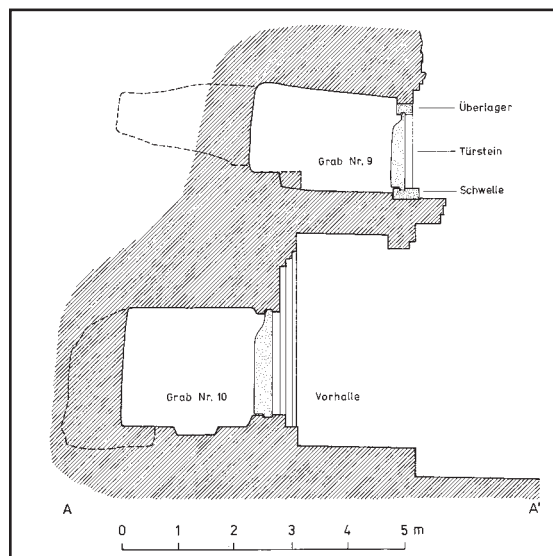 Überlager
Grab Nr. 9
Türstein
Schwelle
Grab Nr. 10
Vorhalle
A A'
0 1 2 3 4 5 m